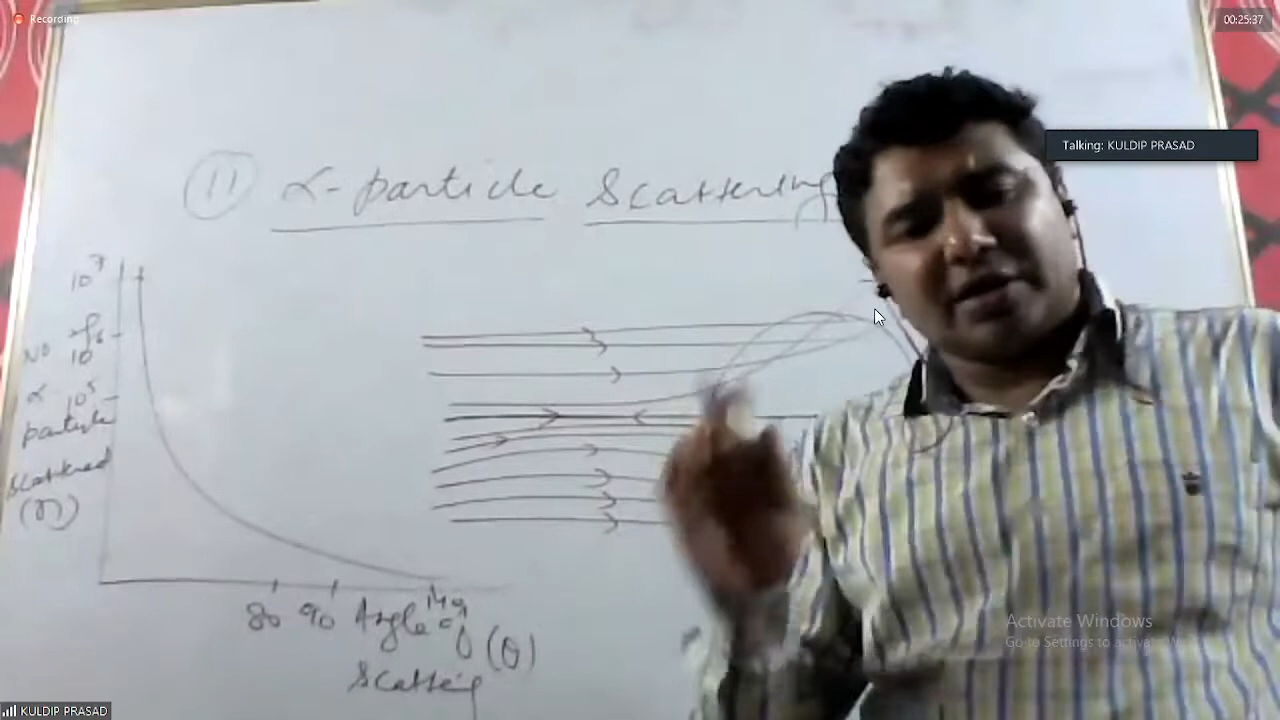 Recording
00:25:37
Talking: KULDIP PRASAD
(11) α-particle Scattering
10⁷
No of
10⁶
α 10⁵
particle
scattered
(n)
80 90 140
Angle of
Scattering
(θ)
Activate Windows
Go to Settings to activate
KULDIP PRASAD